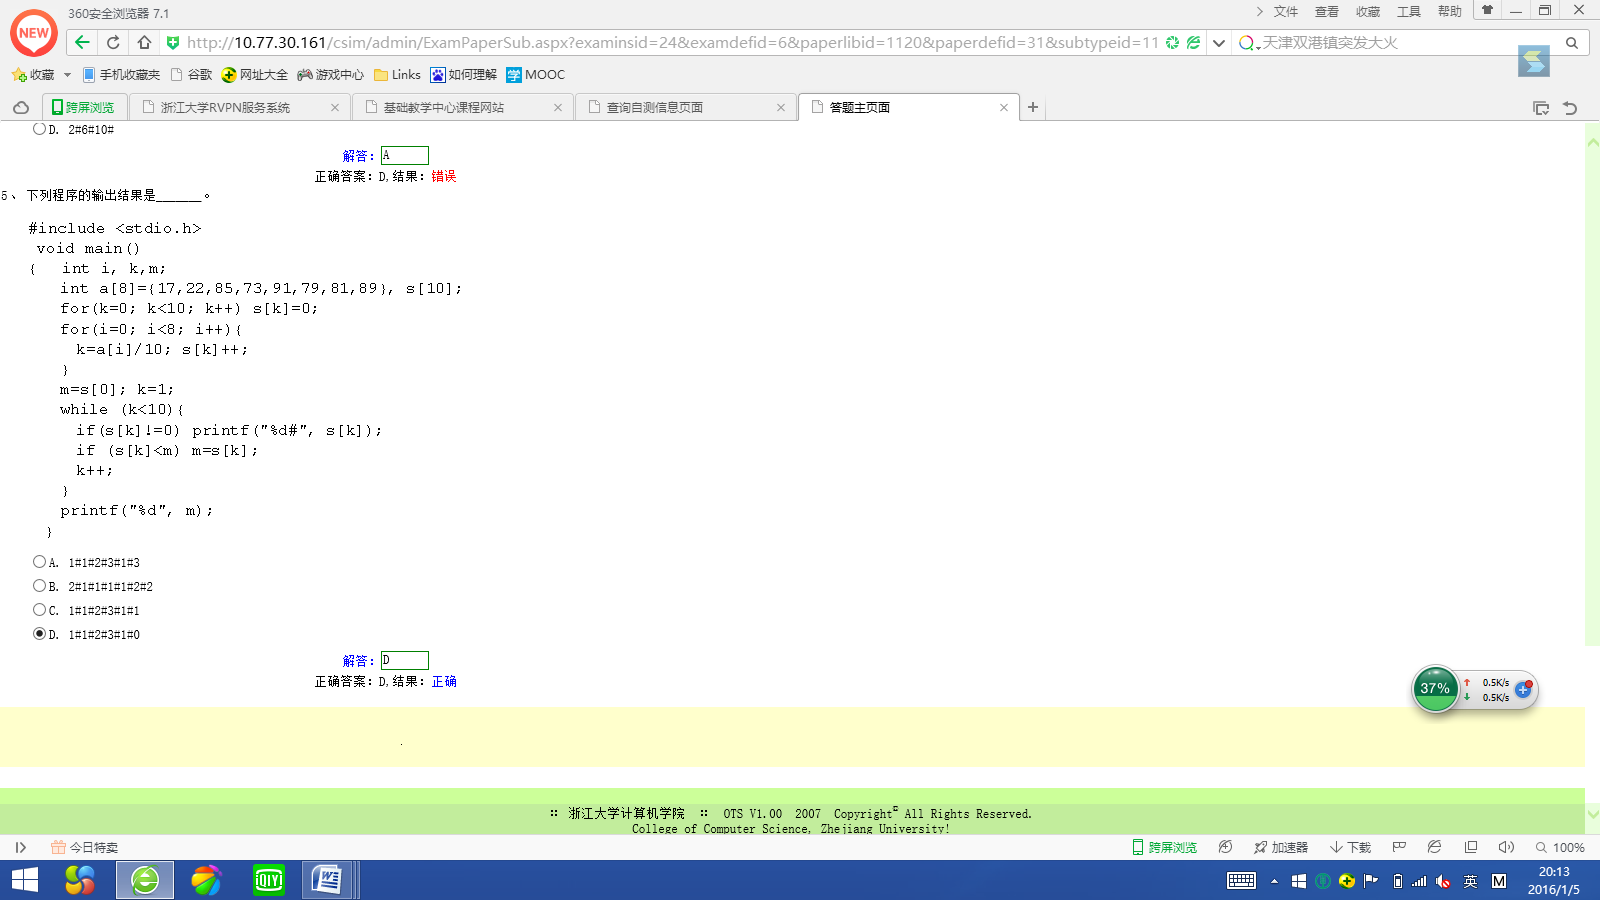 360安全浏览器 7.1
文件 查看 收藏 工具 帮助
NEW
http://10.77.30.161/csim/admin/ExamPaperSub.aspx?examinsid=24&examdefid=6&paperlibid=1120&paperdefid=31&subtypeid=11
天津双港镇突发大火
收藏 手机收藏夹 谷歌 网址大全 游戏中心 Links 如何理解 学 MOOC
跨屏浏览 浙江大学RVPN服务系统 基础教学中心课程网站 查询自测信息页面 答题主页面
D. 2#6#10#
解答： A
正确答案：D,结果：错误
5、 下列程序的输出结果是______。
#include <stdio.h>
void main()
{ int i, k,m;
int a[8]={17,22,85,73,91,79,81,89}, s[10];
for(k=0; k<10; k++) s[k]=0;
for(i=0; i<8; i++){
k=a[i]/10; s[k]++;
}
m=s[0]; k=1;
while (k<10){
if(s[k]!=0) printf("%d#", s[k]);
if (s[k]<m) m=s[k];
k++;
}
printf("%d", m);
}
A. 1#1#2#3#1#3
B. 2#1#1#1#1#2#2
C. 1#1#2#3#1#1
D. 1#1#2#3#1#0
解答： D
正确答案：D,结果：正确
37% 0.5K/s
0.5K/s
:: 浙江大学计算机学院 :: OTS V1.00 2007 Copyright© All Rights Reserved.
College of Computer Science, Zhejiang University!
今日特卖 跨屏浏览 加速器 下载 100%
iQIYI
英 M
20:13
2016/1/5